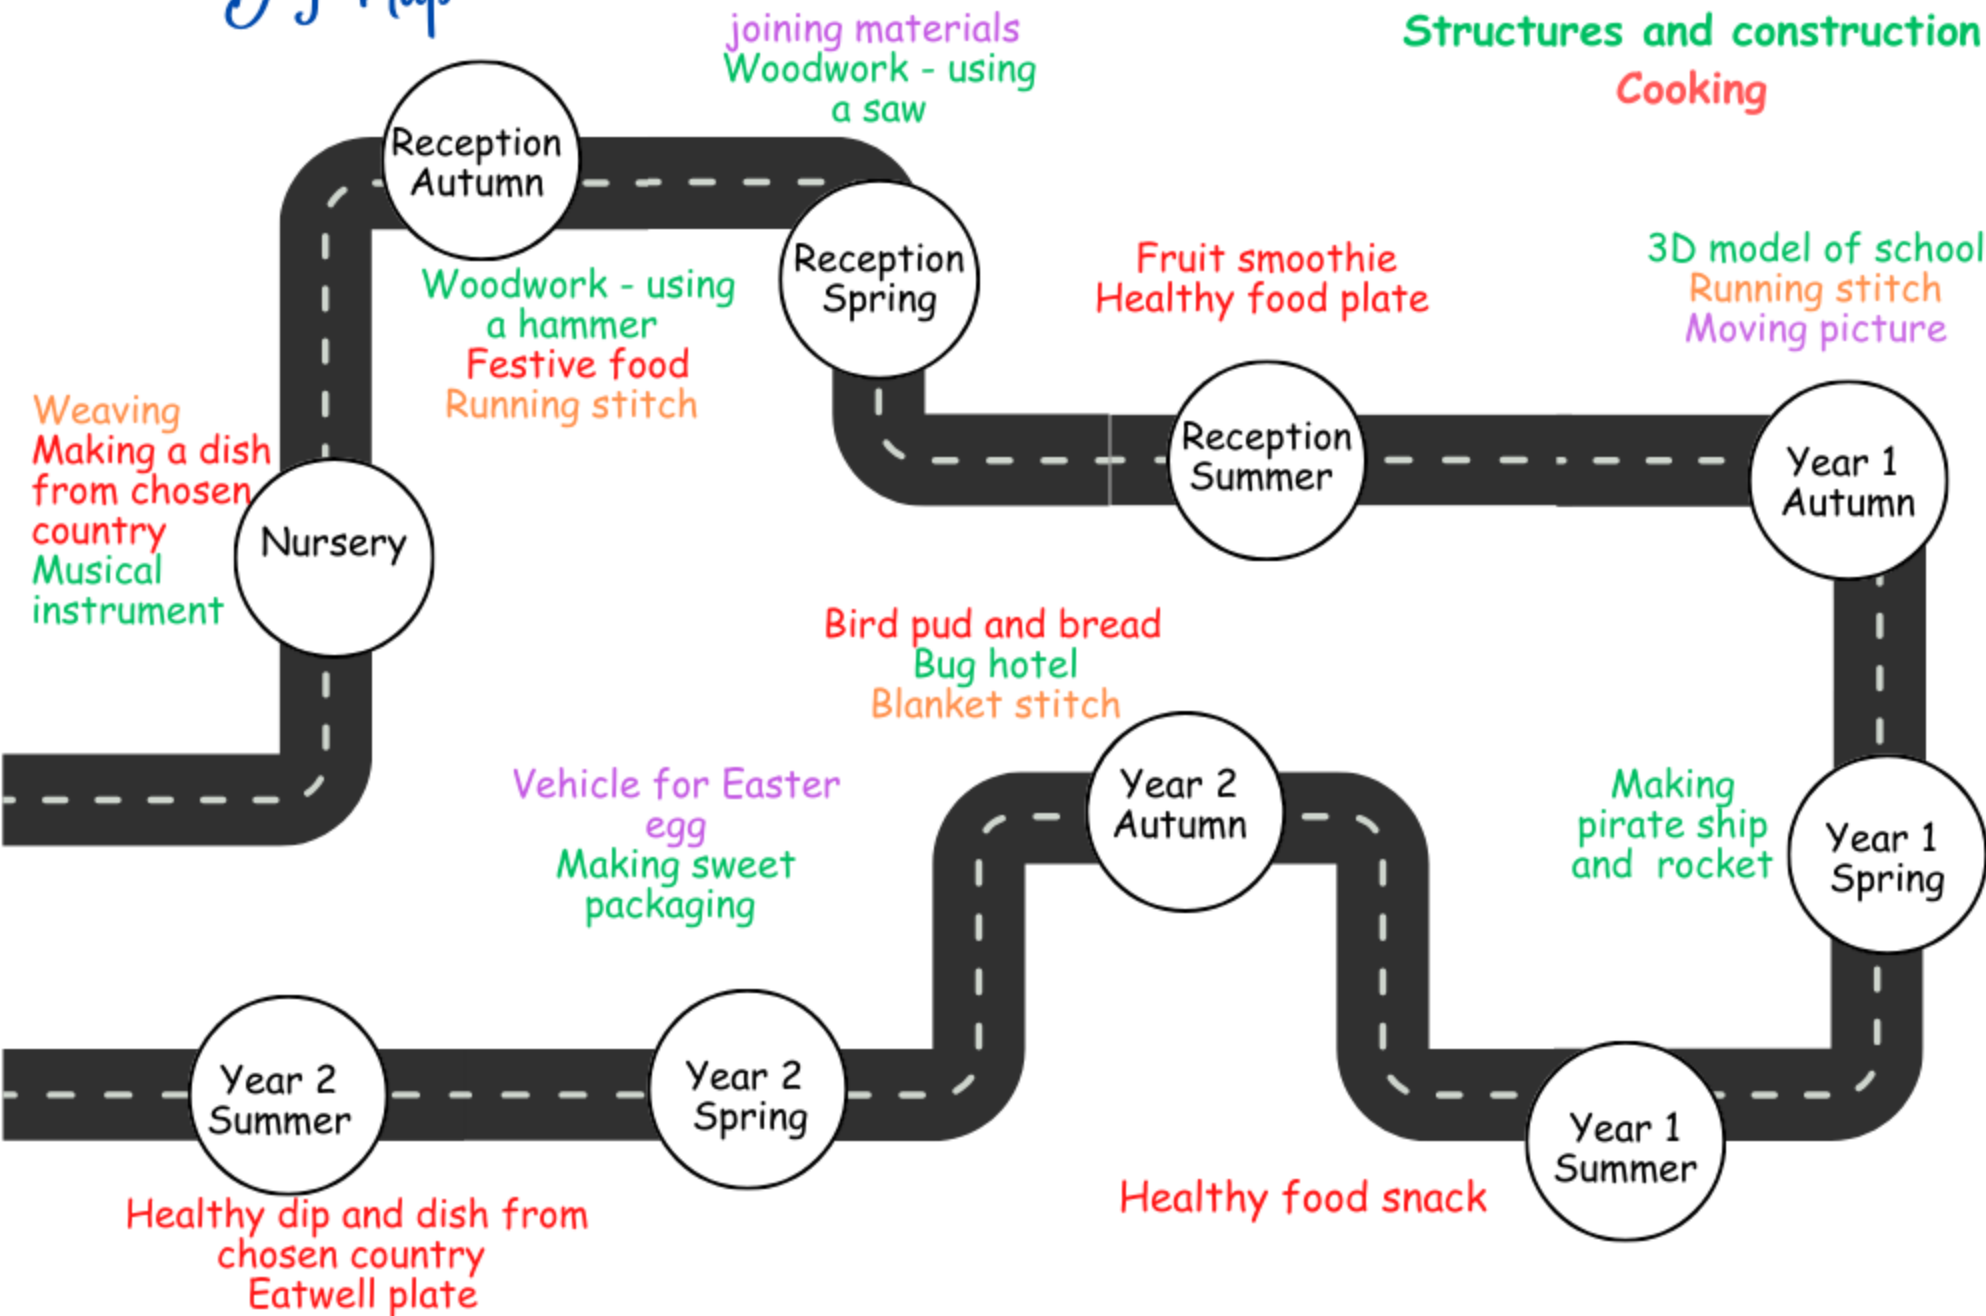 joining materials
Woodwork - using
a saw
Structures and construction
Cooking
Reception
Autumn
Woodwork - using
a hammer
Festive food
Running stitch
Reception
Spring
Fruit smoothie
Healthy food plate
Reception
Summer
3D model of school
Running stitch
Moving picture
Year 1
Autumn
Weaving
Making a dish
from chosen
country
Musical
instrument
Nursery
Bird pud and bread
Bug hotel
Blanket stitch
Year 2
Autumn
Making
pirate ship
and rocket
Year 1
Spring
Vehicle for Easter
egg
Making sweet
packaging
Year 2
Spring
Year 2
Summer
Healthy dip and dish from
chosen country
Eatwell plate
Healthy food snack
Year 1
Summer